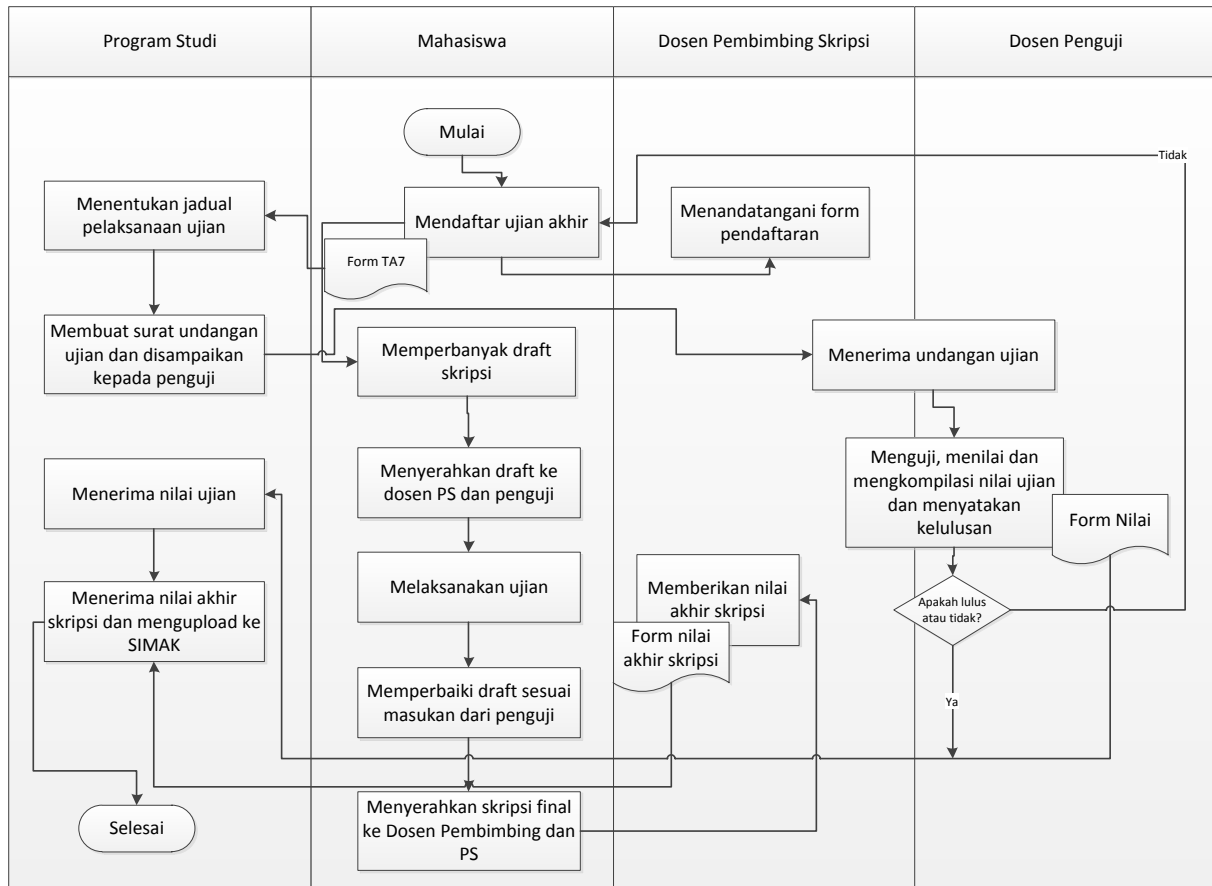 Program Studi
Mahasiswa
Dosen Pembimbing Skripsi
Dosen Penguji
Mulai
Tidak
Menentukan jadual
pelaksanaan ujian
Mendaftar ujian akhir
Menandatangani form
pendaftaran
Form TA7
Membuat surat undangan
ujian dan disampaikan
kepada penguji
Memperbanyak draft
skripsi
Menerima undangan ujian
Menerima nilai ujian
Menyerahkan draft ke
dosen PS dan penguji
Menguji, menilai dan
mengkompilasi nilai ujian
dan menyatakan
kelulusan
Form Nilai
Menerima nilai akhir
skripsi dan mengupload ke
SIMAK
Melaksanakan ujian
Memberikan nilai
akhir skripsi
Form nilai
akhir skripsi
Apakah lulus
atau tidak?
Memperbaiki draft sesuai
masukan dari penguji
Ya
Selesai
Menyerahkan skripsi final
ke Dosen Pembimbing dan
PS